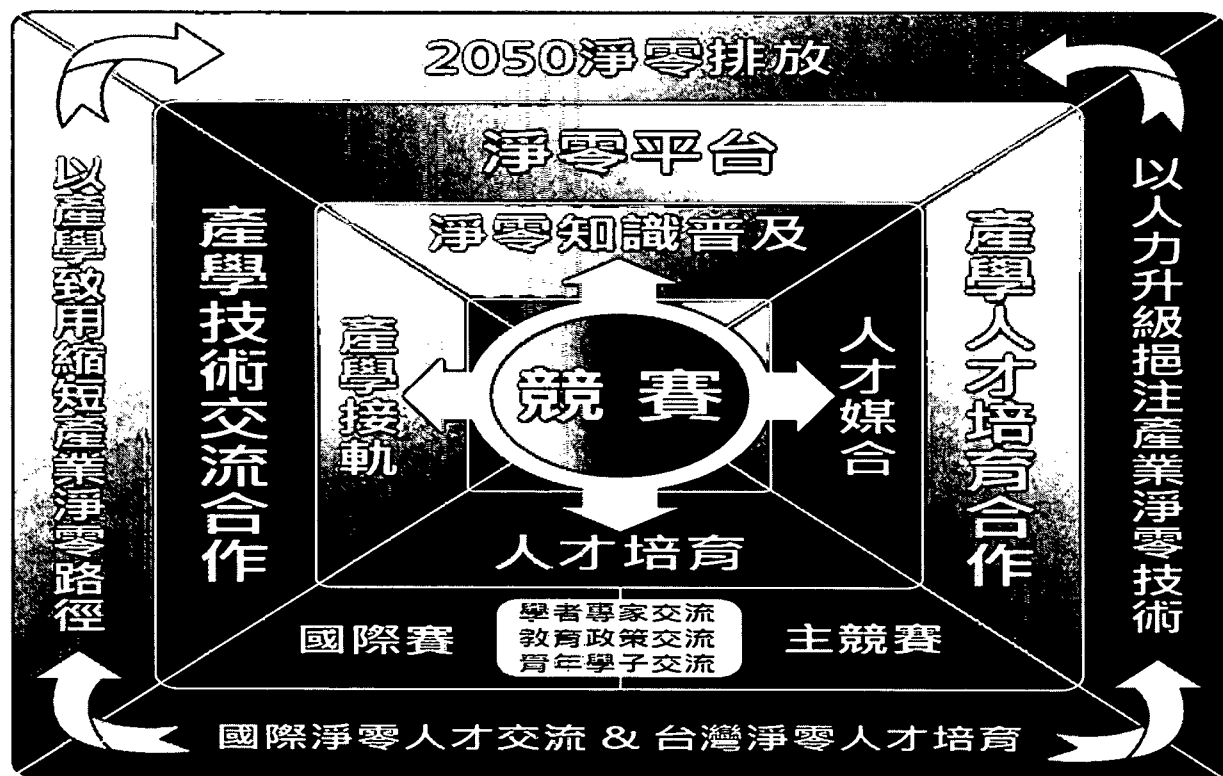 2050淨零排放
淨零平台
淨零知識普及
以產學致用縮短產業淨零路徑
產學技術交流合作
產學接軌
競賽
人才媒合
產學人才培育合作
以人力升級挹注產業淨零技術
人才培育
國際賽
學者專家交流
教育政策交流
青年學子交流
主競賽
國際淨零人才交流 & 台灣淨零人才培育